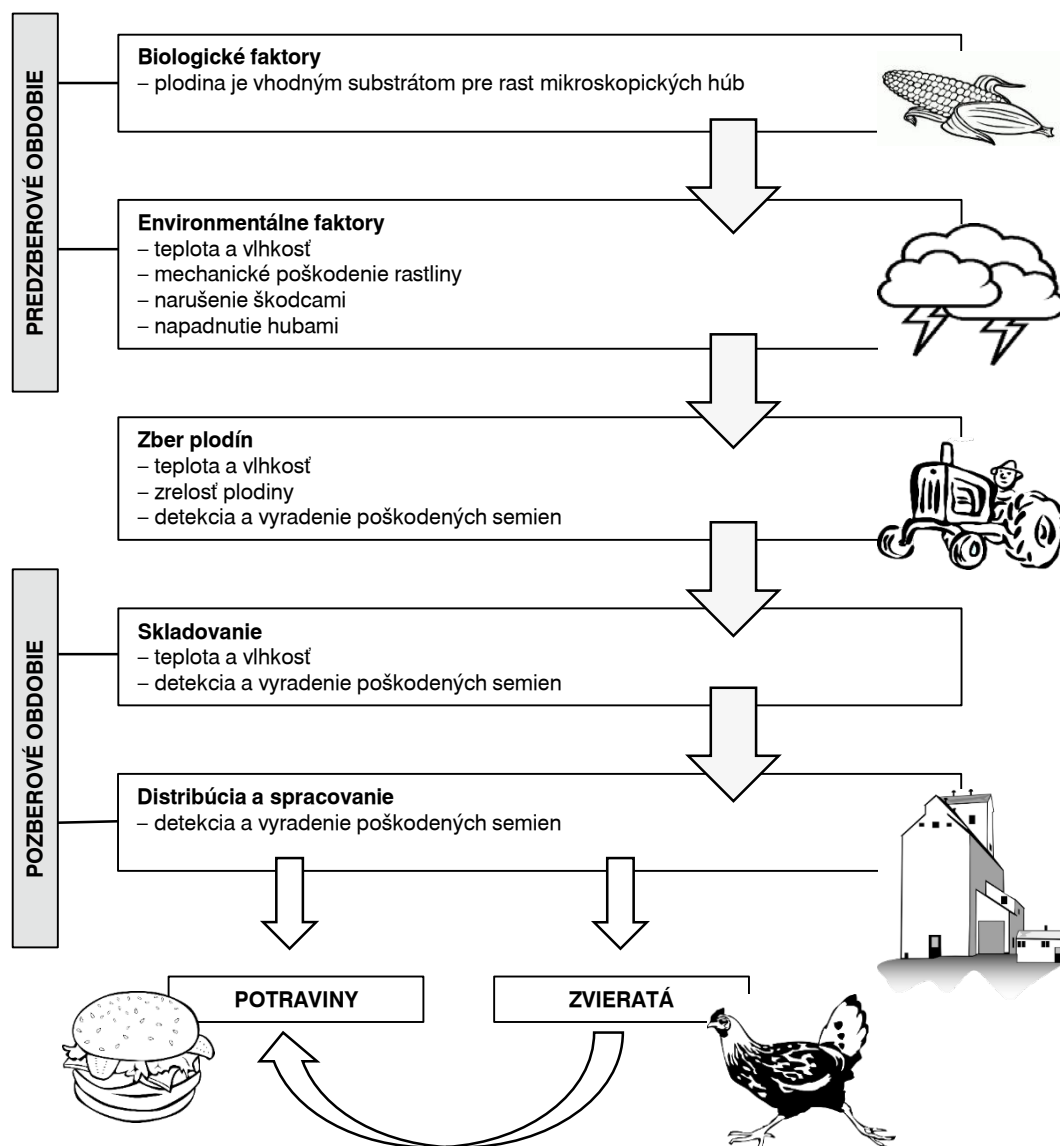 PREDZBEROVÉ OBDOBIE
Biologické faktory
– plodina je vhodným substrátom pre rast mikroskopických húb
Environmentálne faktory
– teplota a vlhkosť
– mechanické poškodenie rastliny
– narušenie škodcami
– napadnutie hubami
Zber plodín
– teplota a vlhkosť
– zrelosť plodiny
– detekcia a vyradenie poškodených semien
POZBEROVÉ OBDOBIE
Skladovanie
– teplota a vlhkosť
– detekcia a vyradenie poškodených semien
Distribúcia a spracovanie
– detekcia a vyradenie poškodených semien
POTRAVINY
ZVIERATÁ